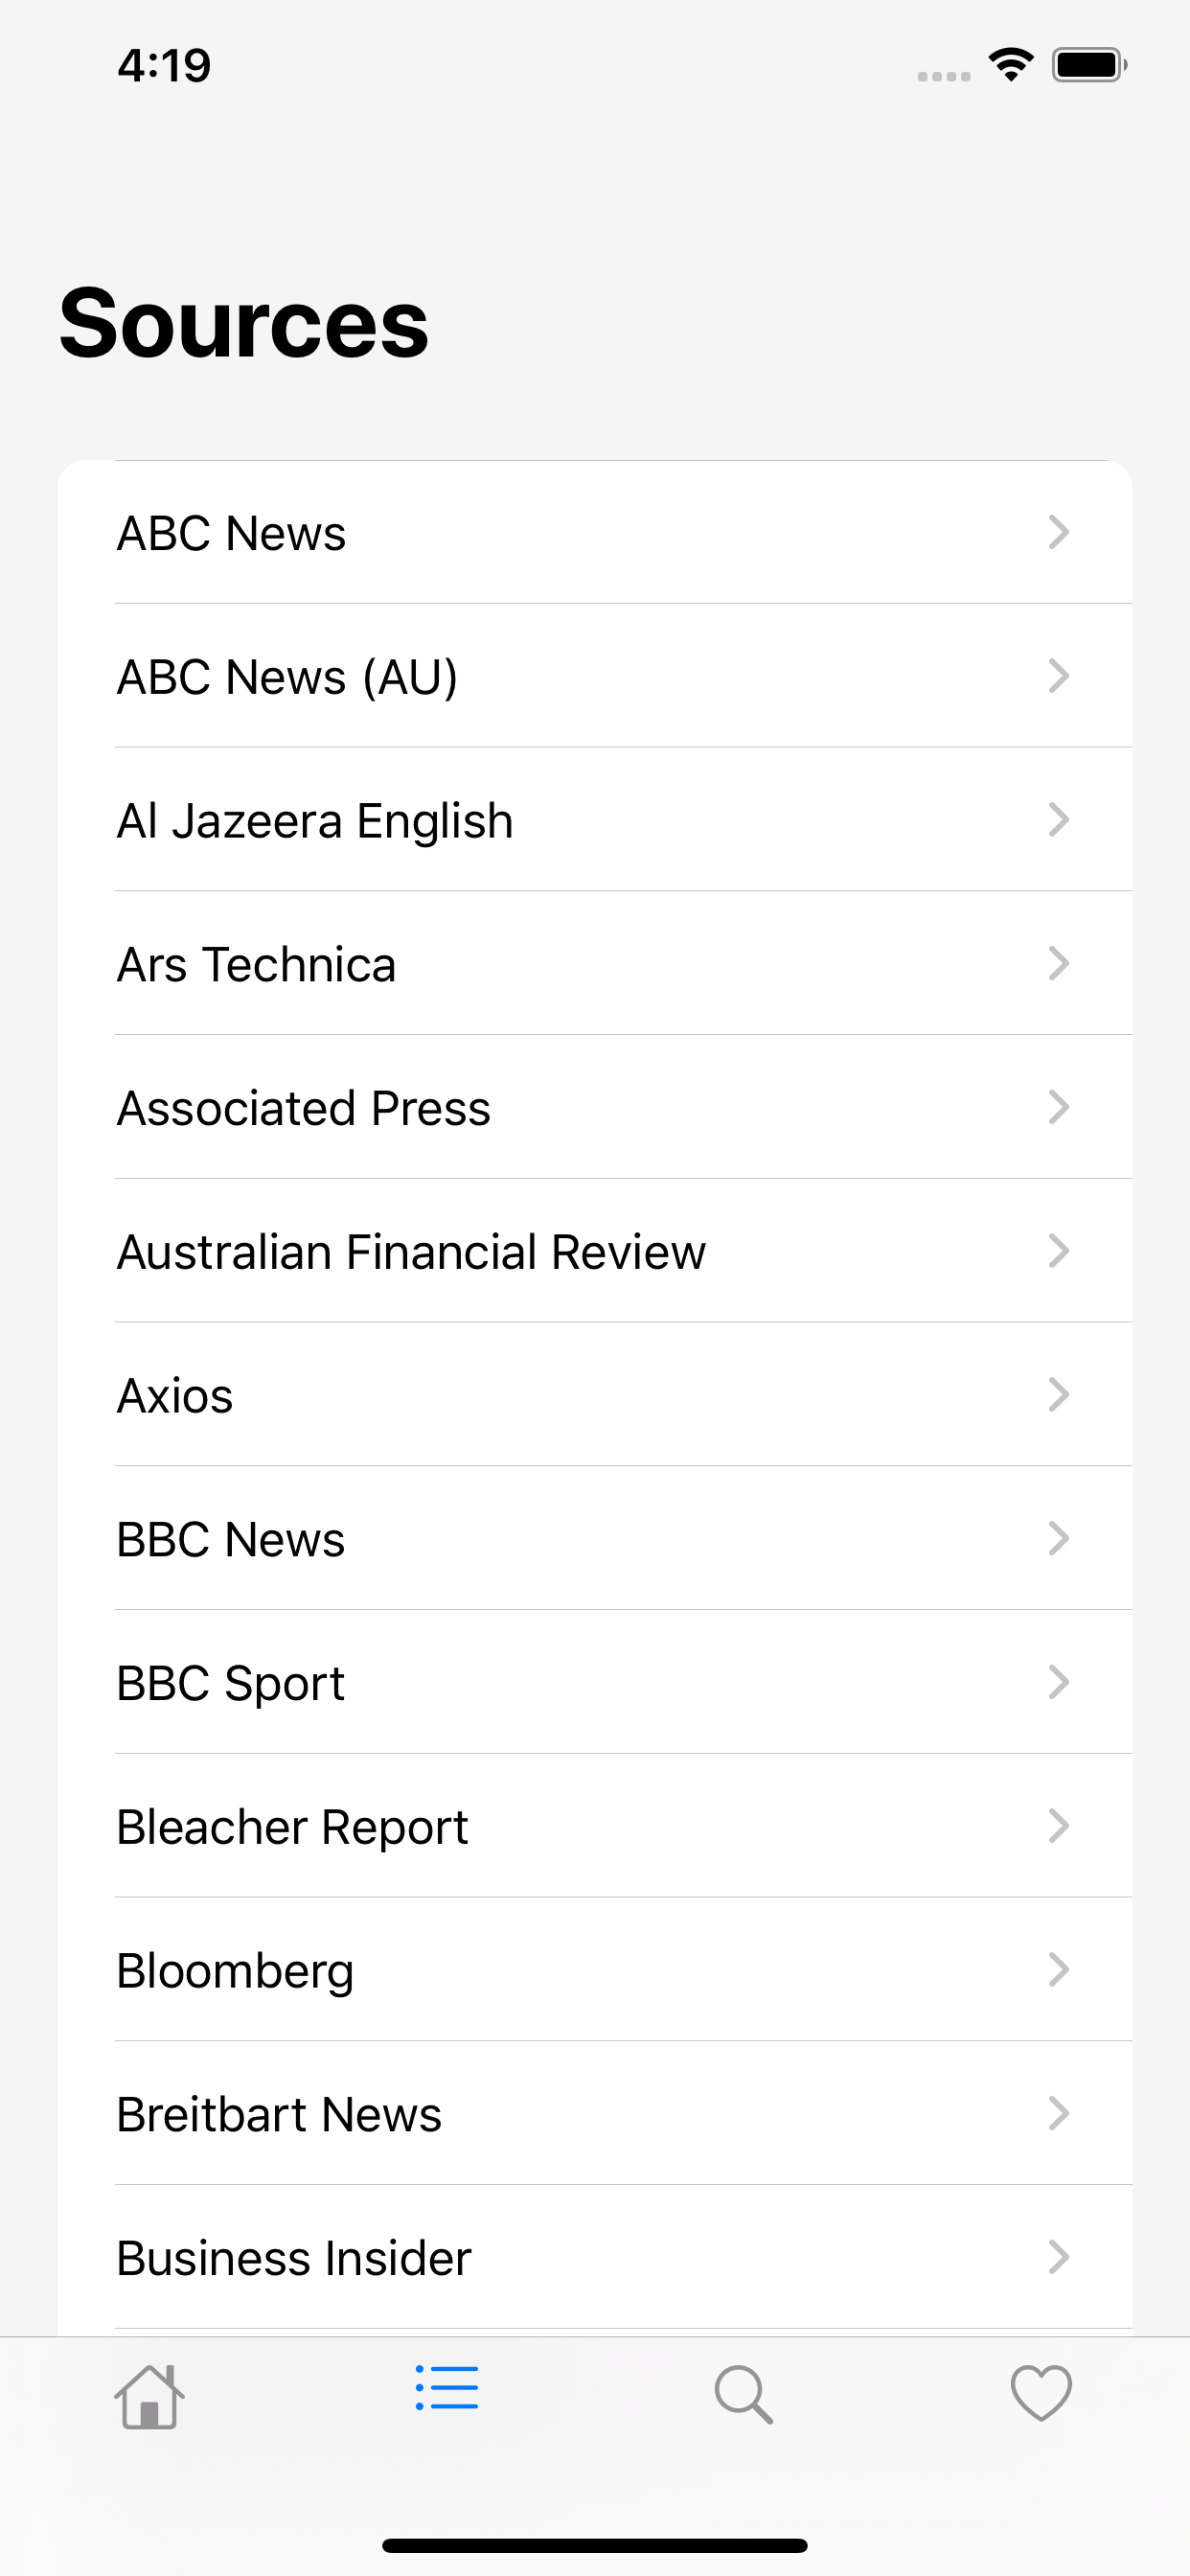 4:19
Sources
ABC News
ABC News (AU)
Al Jazeera English
Ars Technica
Associated Press
Australian Financial Review
Axios
BBC News
BBC Sport
Bleacher Report
Bloomberg
Breitbart News
Business Insider